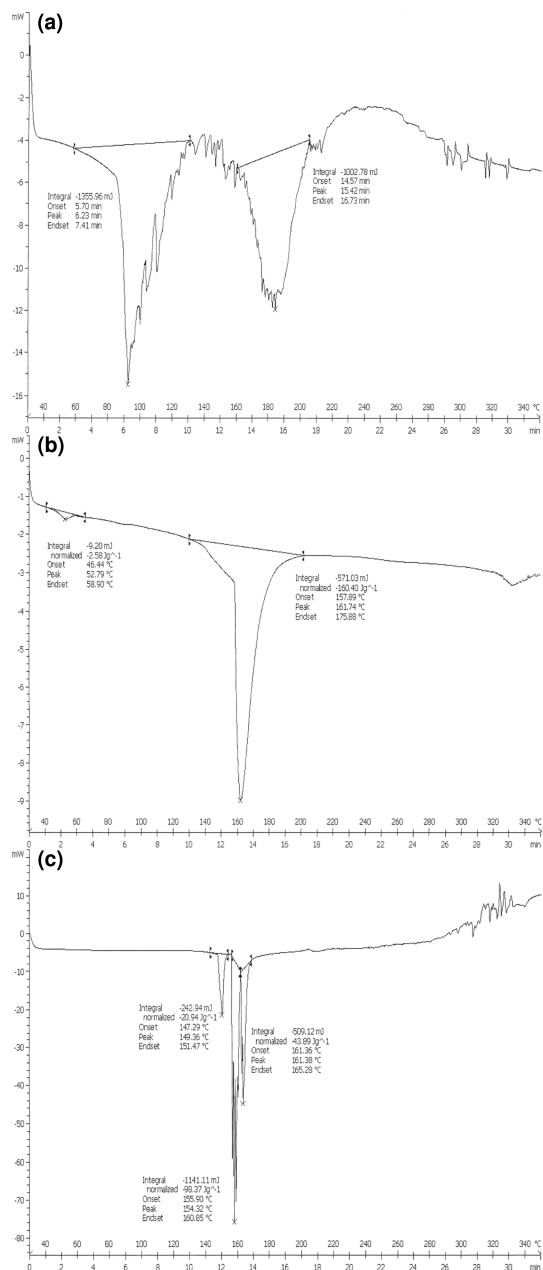 mW
(a)
0
-2
-4
-6
-8
-10
-12
-14
-16
Integral -1355.96 mJ
Onset 5.70 min
Peak 6.23 min
Endset 7.41 min
Integral -1002.78 mJ
Onset 14.57 min
Peak 15.42 min
Endset 16.73 min
40 60 80 100 120 140 160 180 200 220 240 260 280 300 320 340 °C
0 2 4 6 8 10 12 14 16 18 20 22 24 26 28 30 min
mW
(b)
0
-1
-2
-3
-4
-5
-6
-7
-8
-9
Integral -9.20 mJ
normalized -2.58 Jg^-1
Onset 46.44 °C
Peak 52.79 °C
Endset 58.90 °C
Integral -571.03 mJ
normalized -160.40 Jg^-1
Onset 157.89 °C
Peak 161.74 °C
Endset 175.88 °C
40 60 80 100 120 140 160 180 200 220 250 260 280 300 320 350 °C
0 2 4 6 8 10 12 14 16 18 20 22 24 26 28 30 min
mW
(c)
10
0
-10
-20
-30
-40
-50
-60
-70
-80
Integral -242.94 mJ
normalized -20.94 Jg^-1
Onset 147.29 °C
Peak 149.36 °C
Endset 151.47 °C
Integral -509.12 mJ
normalized -43.89 Jg^-1
Onset 161.36 °C
Peak 161.38 °C
Endset 165.28 °C
Integral -1141.11 mJ
normalized -98.37 Jg^-1
Onset 155.90 °C
Peak 154.32 °C
Endset 160.85 °C
40 60 80 100 120 140 160 180 200 220 240 260 280 300 320 340 °C
0 2 4 6 8 10 12 14 16 18 20 22 24 26 28 30 min